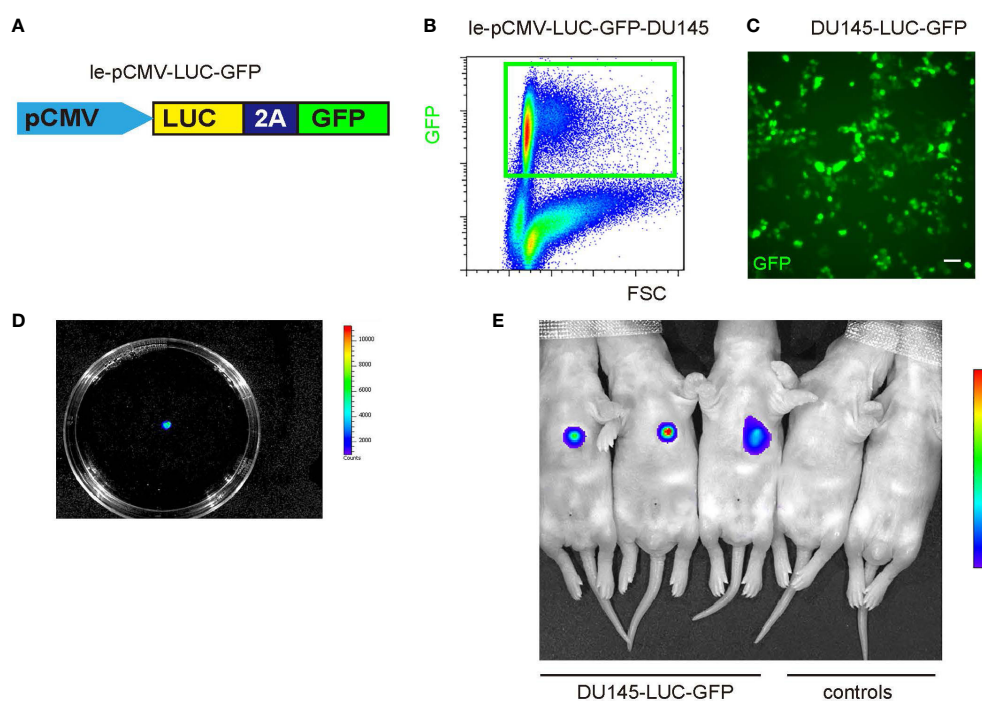 A
le-pCMV-LUC-GFP
pCMV
LUC
2A
GFP
B
le-pCMV-LUC-GFP-DU145
GFP
FSC
C
DU145-LUC-GFP
GFP
D
10000
8000
6000
4000
2000
Counts
E
DU145-LUC-GFP
controls